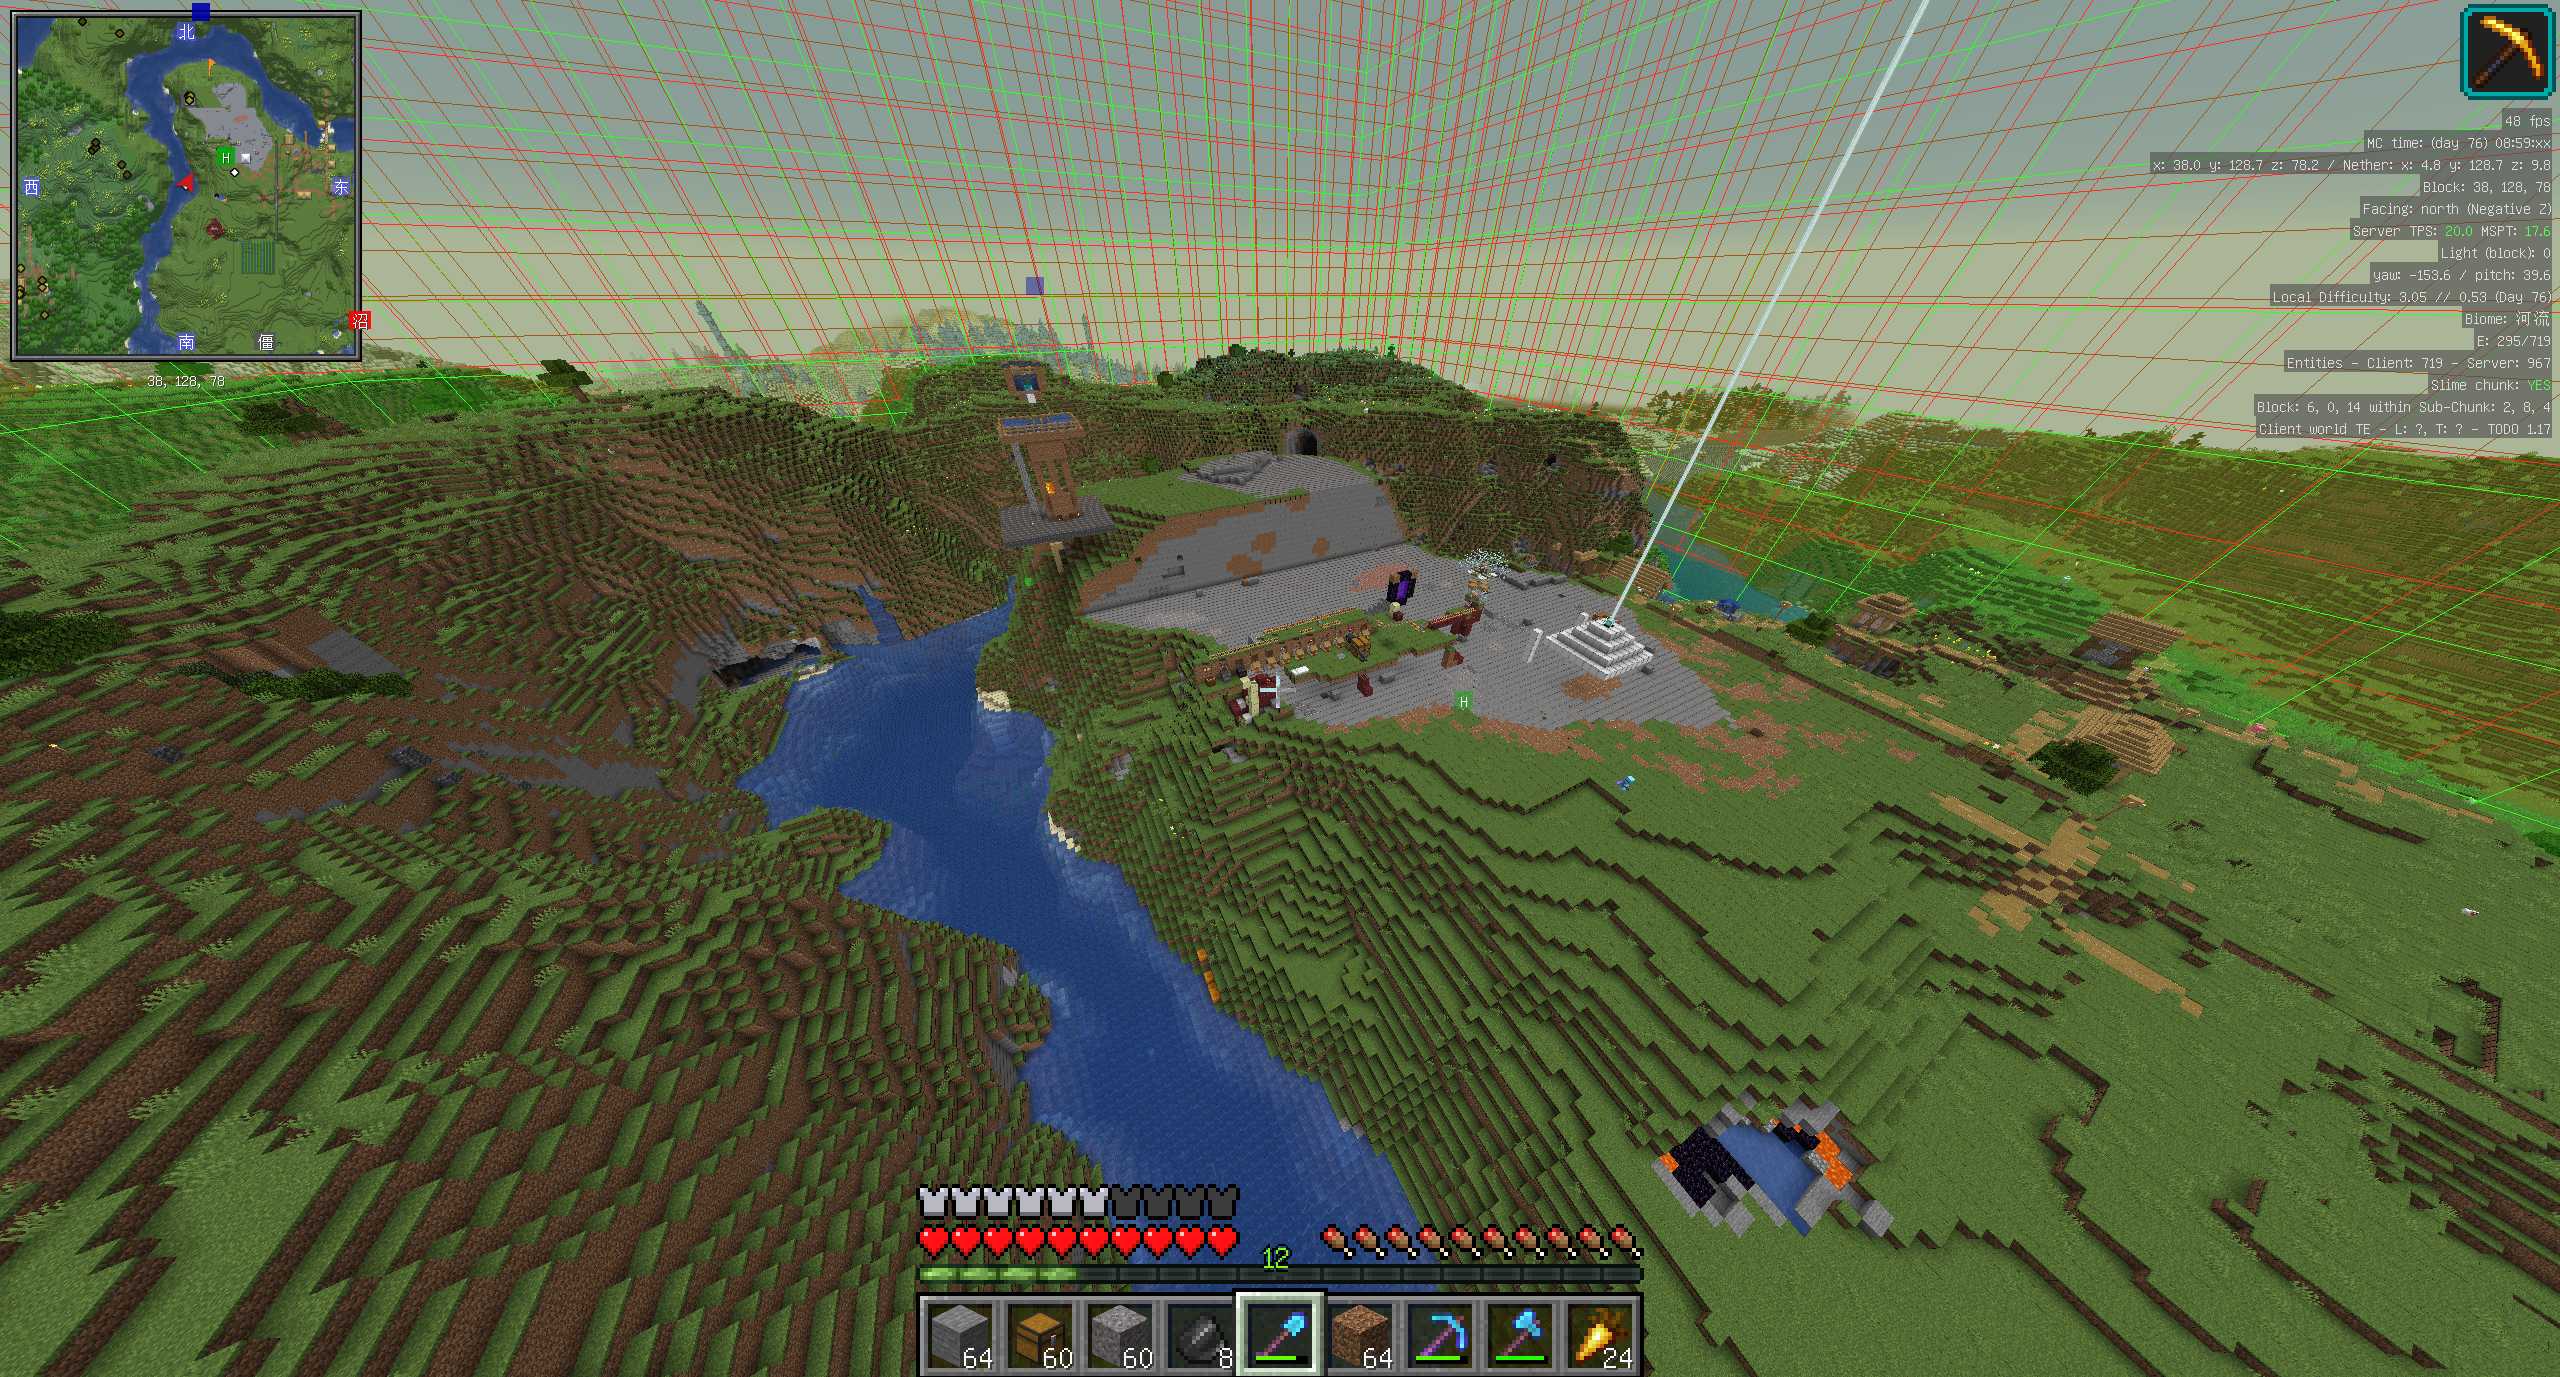 北
H
西
东
沼
南
僵
38, 128, 78
48 fps
MC time: (day 76) 08:59:xx
x: 38.0 y: 128.7 z: 78.2 / Nether: x: 4.8 y: 128.7 z: 9.8
Block: 38, 128, 78
Facing: north (Negative Z)
Server TPS: 20.0 MSPT: 17.6
Light (block): 0
yaw: -153.6 / pitch: 39.6
Local Difficulty: 3.05 // 0.53 (Day 76)
Biome: 河流
E: 295/719
Entities - Client: 719 - Server: 967
Slime chunk: YES
Block: 6, 0, 14 within Sub-Chunk: 2, 8, 4
Client world TE - L: ?, T: ? - TODO 1.17
H
12
64
60
60
8
64
24